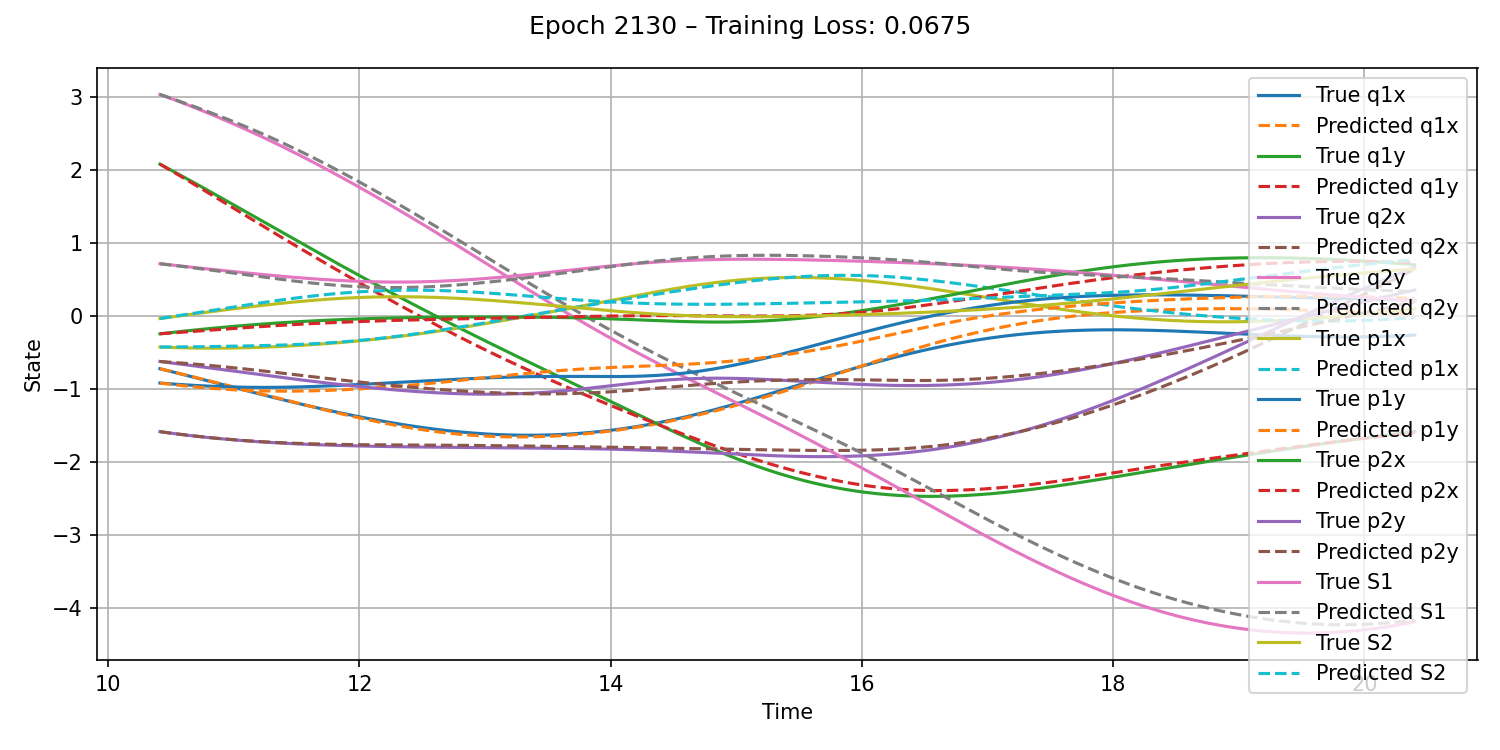 Epoch 2130 – Training Loss: 0.0675
State
3
2
1
0
−1
−2
−3
−4
10
12
14
16
18
20
Time
True q1x
Predicted q1x
True q1y
Predicted q1y
True q2x
Predicted q2x
True q2y
Predicted q2y
True p1x
Predicted p1x
True p1y
Predicted p1y
True p2x
Predicted p2x
True p2y
Predicted p2y
True S1
Predicted S1
True S2
Predicted S2